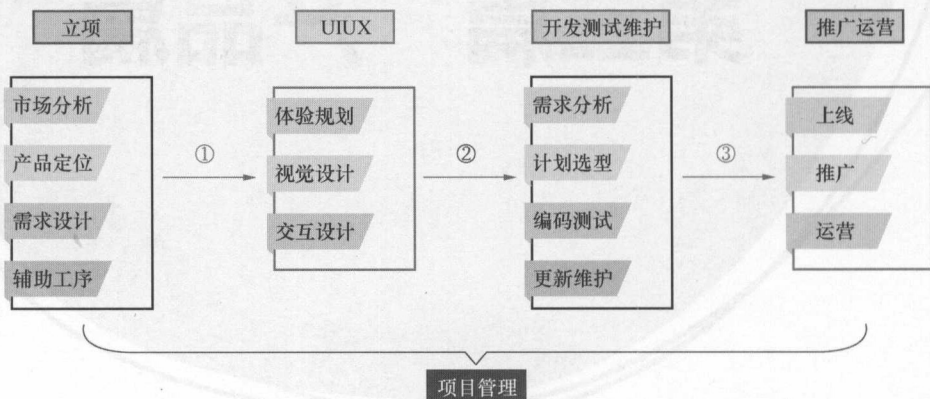 立项
UIUX
开发测试维护
推广运营
市场分析
产品定位
需求设计
辅助工序
①
体验规划
视觉设计
交互设计
②
需求分析
计划选型
编码测试
更新维护
③
上线
推广
运营
项目管理